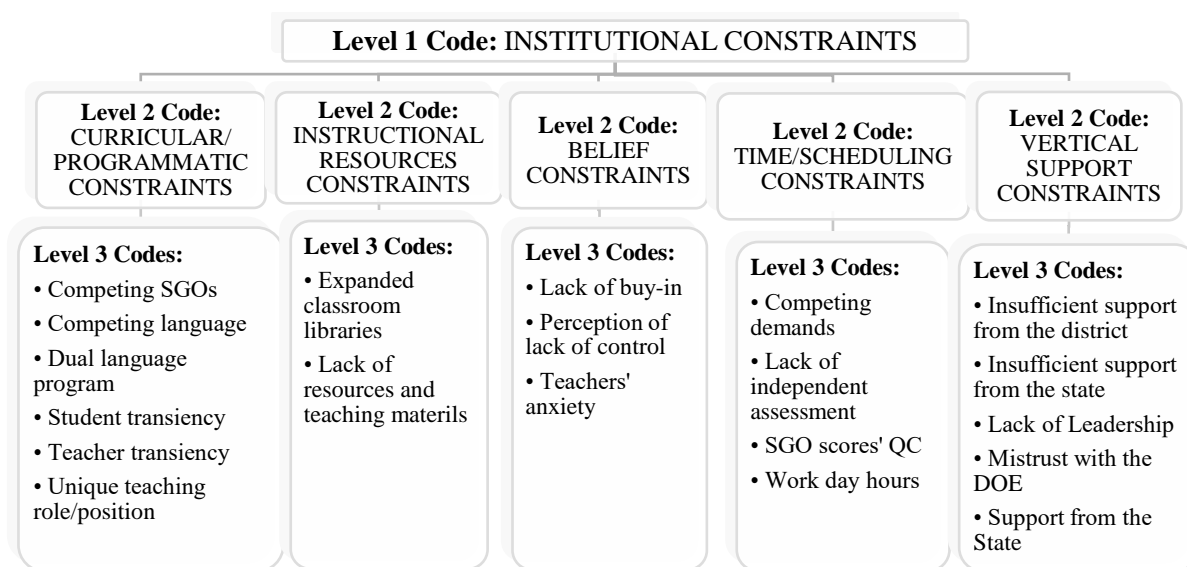 Level 1 Code: INSTITUTIONAL CONSTRAINTS
Level 2 Code:
CURRICULAR/
PROGRAMMATIC
CONSTRAINTS
Level 3 Codes:
• Competing SGOs
• Competing language
• Dual language
program
• Student transiency
• Teacher transiency
• Unique teaching
role/position
Level 2 Code:
INSTRUCTIONAL
RESOURCES
CONSTRAINTS
Level 3 Codes:
• Expanded
classroom
libraries
• Lack of
resources and
teaching materils
Level 2 Code:
BELIEF
CONSTRAINTS
Level 3 Codes:
• Lack of buy-in
• Perception of
lack of control
• Teachers'
anxiety
Level 2 Code:
TIME/SCHEDULING
CONSTRAINTS
Level 3 Codes:
• Competing
demands
• Lack of
independent
assessment
• SGO scores' QC
• Work day hours
Level 2 Code:
VERTICAL
SUPPORT
CONSTRAINTS
Level 3 Codes:
• Insufficient support
from the district
• Insufficient support
from the state
• Lack of Leadership
• Mistrust with the
DOE
• Support from the
State